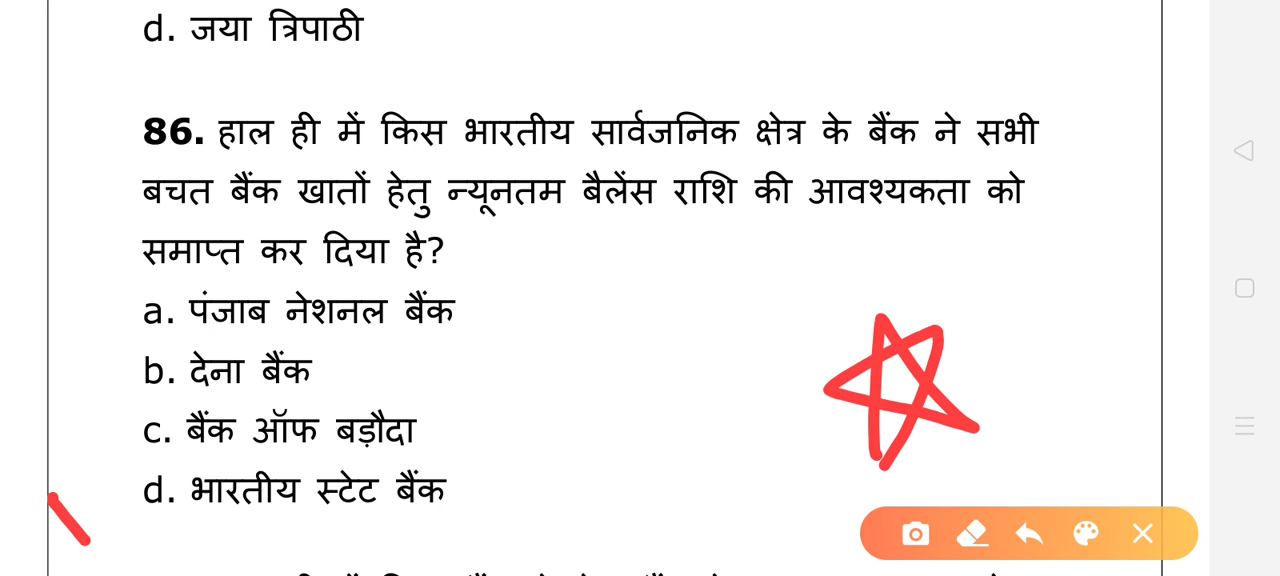 d. जया त्रिपाठी
86. हाल ही में किस भारतीय सार्वजनिक क्षेत्र के बैंक ने सभी
बचत बैंक खातों हेतु न्यूनतम बैलेंस राशि की आवश्यकता को
समाप्त कर दिया है?
a. पंजाब नेशनल बैंक
b. देना बैंक
c. बैंक ऑफ बड़ौदा
d. भारतीय स्टेट बैंक